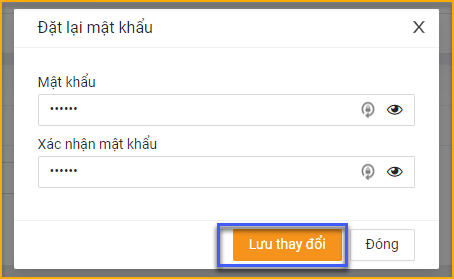 Đặt lại mật khẩu
Mật khẩu
••••••
Xác nhận mật khẩu
••••••
Lưu thay đổi Đóng